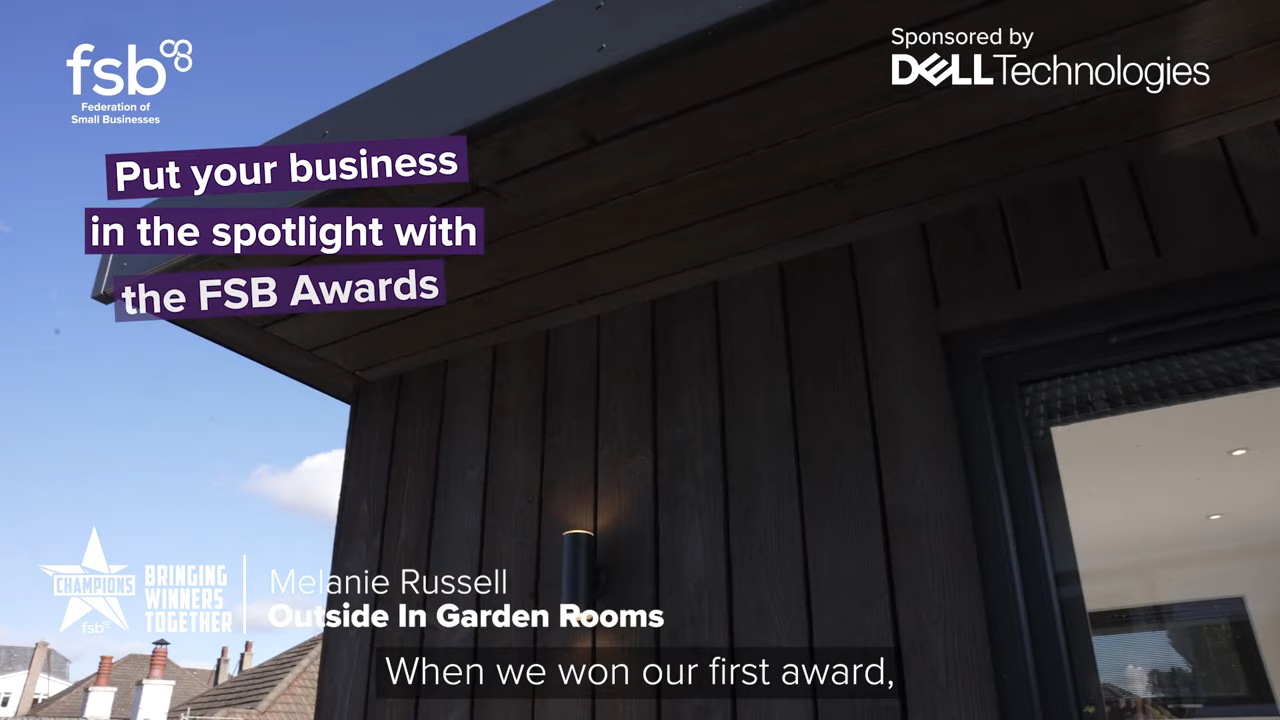 fsb
Federation of
Small Businesses
Sponsored by
DELL Technologies
Put your business
in the spotlight with
the FSB Awards
CHAMPIONS
fsb
BRINGING
WINNERS
TOGETHER
Melanie Russell
Outside In Garden Rooms
When we won our first award,